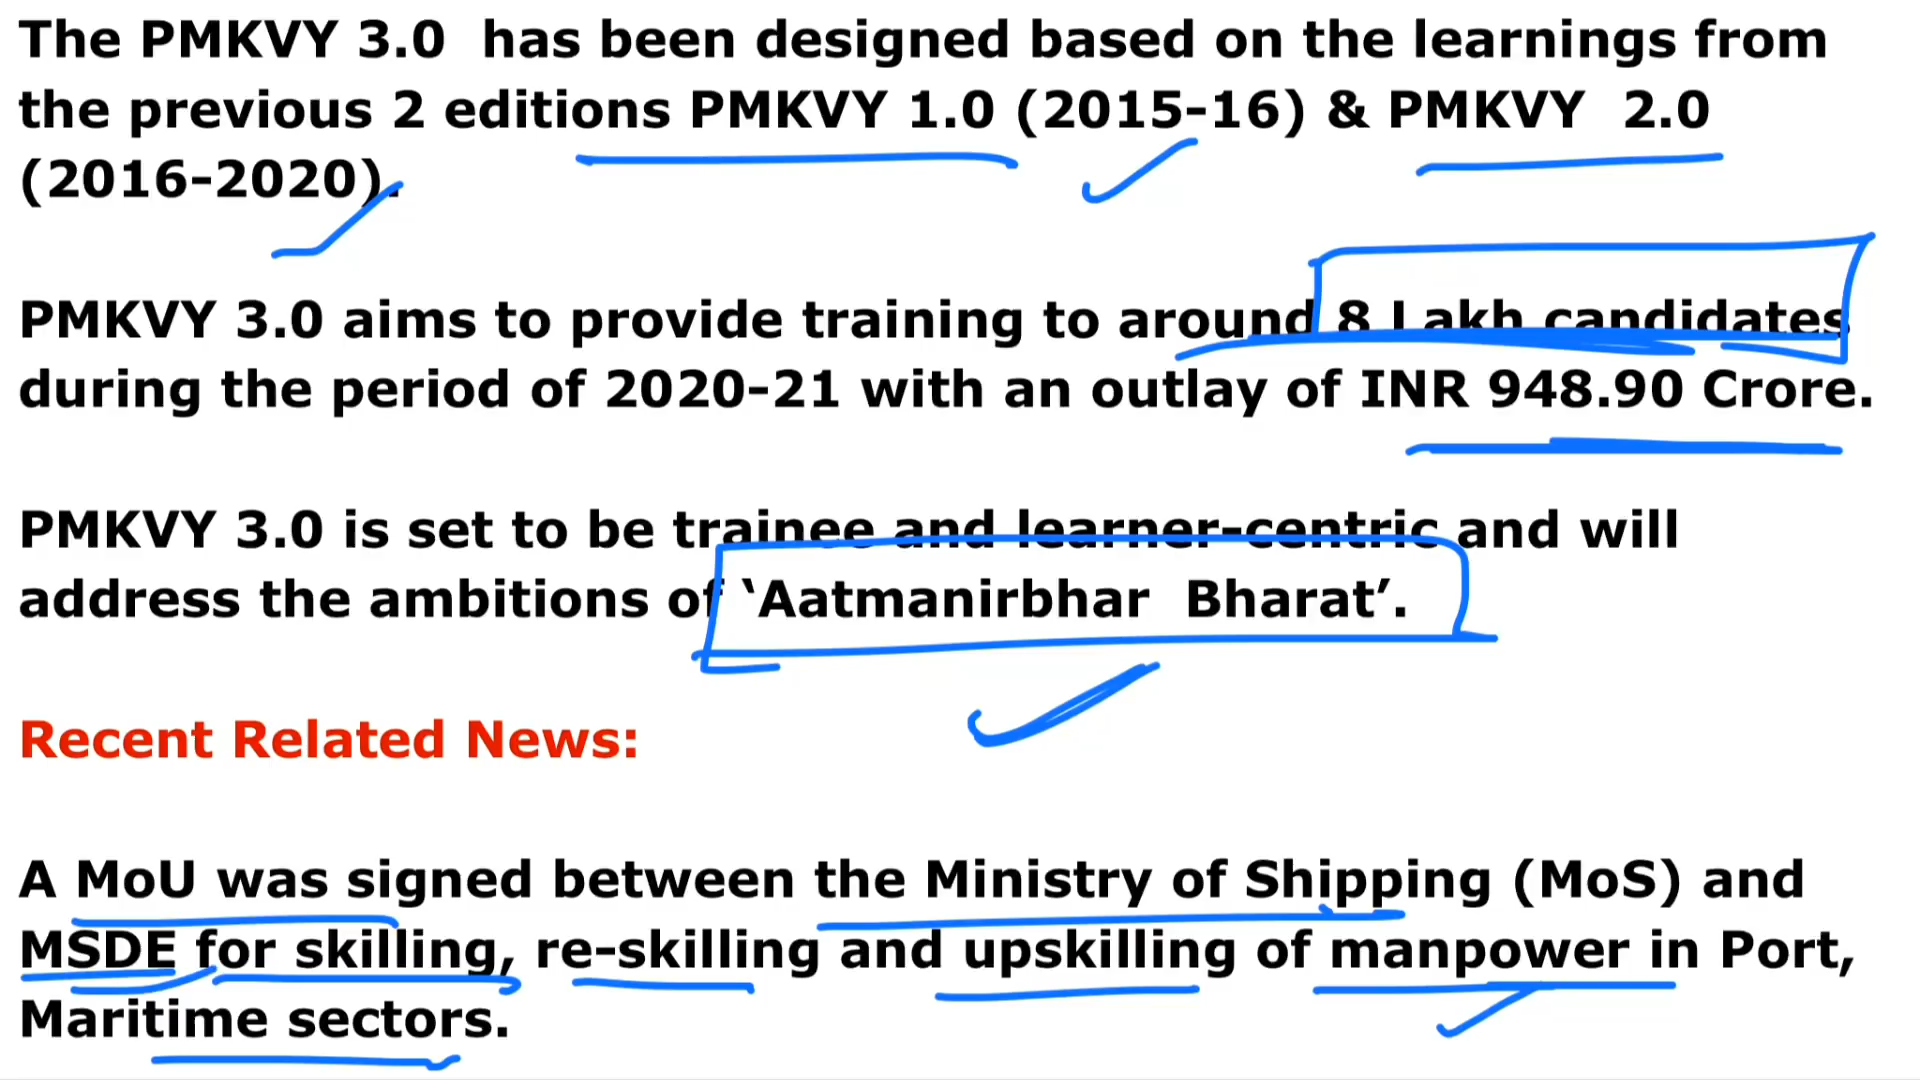 The PMKVY 3.0 has been designed based on the learnings from
the previous 2 editions PMKVY 1.0 (2015-16) & PMKVY 2.0
(2016-2020).
PMKVY 3.0 aims to provide training to around 8 Lakh candidates
during the period of 2020-21 with an outlay of INR 948.90 Crore.
PMKVY 3.0 is set to be trainee and learner-centric and will
address the ambitions of ‘Aatmanirbhar Bharat’.
Recent Related News:
A MoU was signed between the Ministry of Shipping (MoS) and
MSDE for skilling, re-skilling and upskilling of manpower in Port,
Maritime sectors.